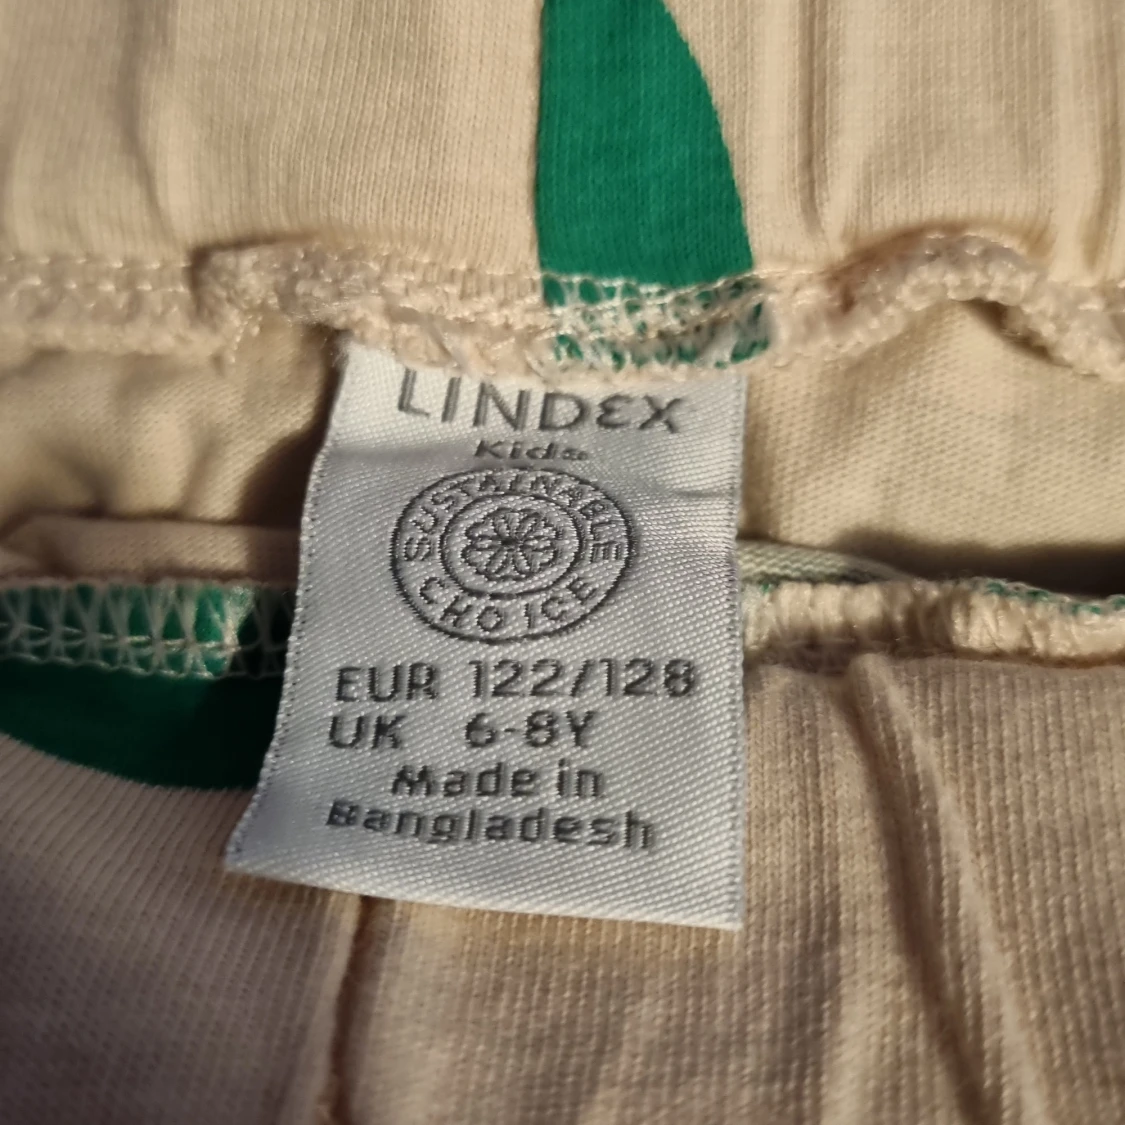 LINDEX
Kids
SUSTAINABLE
CHOICE
EUR 122/128
UK 6-8Y
Made in
Bangladesh